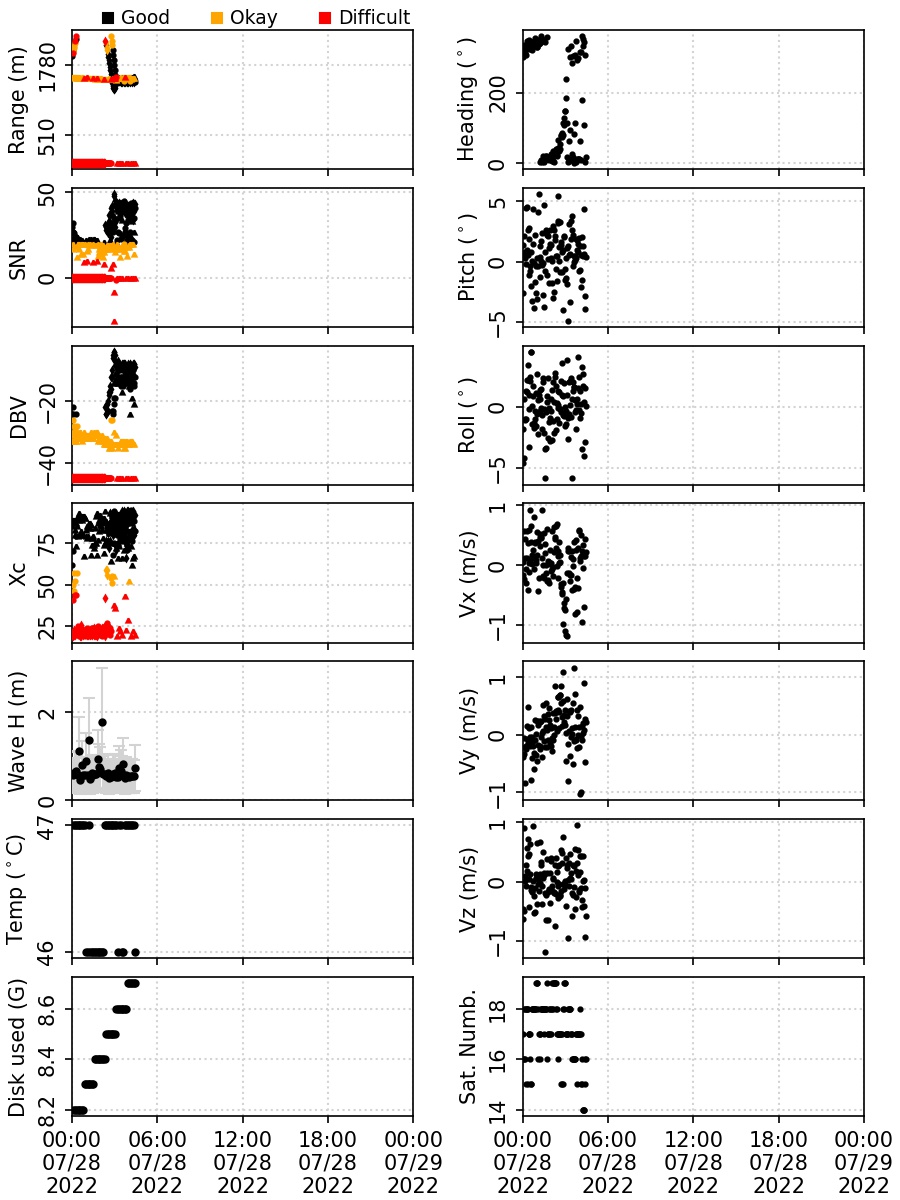 Good Okay Difficult
Range (m)
1780
510
Heading (°)
200
0
SNR
50
0
Pitch (°)
5
0
−5
DBV
−20
−40
Roll (°)
0
−5
Xc
75
50
25
Vx (m/s)
1
0
−1
Wave H (m)
2
0
Vy (m/s)
1
0
−1
Temp (°C)
47
46
Vz (m/s)
1
0
−1
Disk used (G)
8.6
8.4
8.2
Sat. Numb.
18
16
14
00:00 06:00 12:00 18:00 00:00
07/28 07/28 07/28 07/28 07/29
2022 2022 2022 2022 2022
00:00 06:00 12:00 18:00 00:00
07/28 07/28 07/28 07/28 07/29
2022 2022 2022 2022 2022